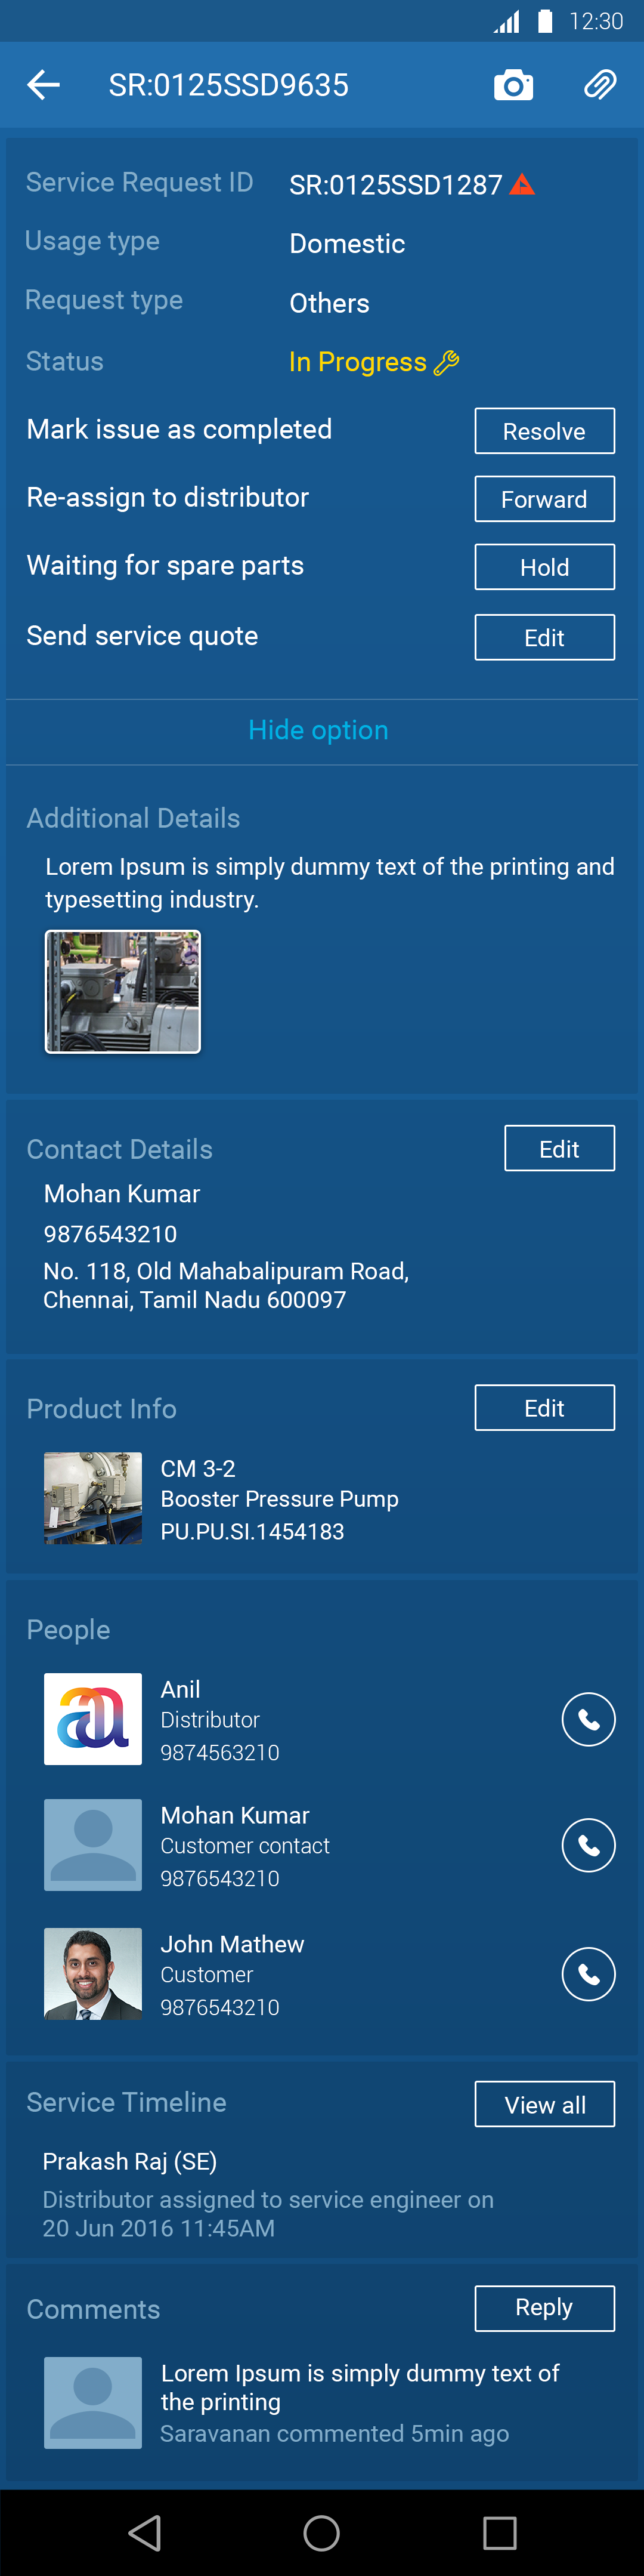 12:30
SR:0125SSD9635
Service Request ID SR:0125SSD1287
Usage type Domestic
Request type Others
Status In Progress
Mark issue as completed Resolve
Re-assign to distributor Forward
Waiting for spare parts Hold
Send service quote Edit
Hide option
Additional Details
Lorem Ipsum is simply dummy text of the printing and
typesetting industry.
Contact Details Edit
Mohan Kumar
9876543210
No. 118, Old Mahabalipuram Road,
Chennai, Tamil Nadu 600097
Product Info Edit
CM 3-2
Booster Pressure Pump
PU.PU.SI.1454183
People
Anil
Distributor
9874563210
Mohan Kumar
Customer contact
9876543210
John Mathew
Customer
9876543210
Service Timeline View all
Prakash Raj (SE)
Distributor assigned to service engineer on
20 Jun 2016 11:45AM
Comments Reply
Lorem Ipsum is simply dummy text of
the printing
Saravanan commented 5min ago